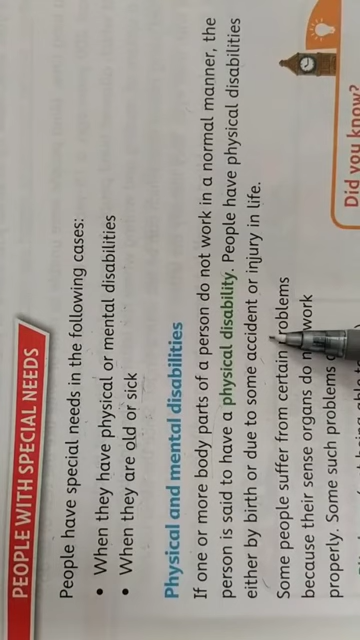 PEOPLE WITH SPECIAL NEEDS
People have special needs in the following cases:
• When they have physical or mental disabilities
• When they are old or sick
Physical and mental disabilities
If one or more body parts of a person do not work in a normal manner, the
person is said to have a physical disability. People have physical disabilities
either by birth or due to some accident or injury in life.
Some people suffer from certain problems
because their sense organs do not work
properly. Some such problems
Did you know?